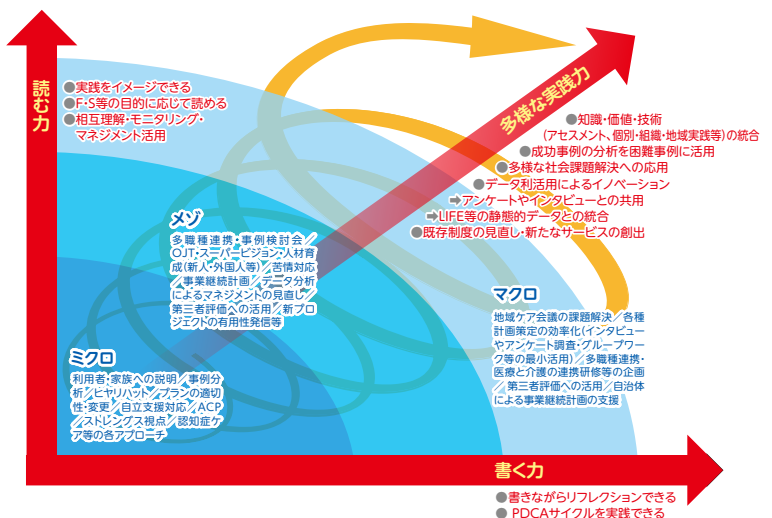 読む力
●実践をイメージできる
●F・S等の目的に応じて読める
●相互理解・モニタリング・
マネジメント活用
多様な実践力
●知識・価値・技術
(アセスメント、個別・組織・地域実践等)の統合
●成功事例の分析を困難事例に活用
●多様な社会課題解決への応用
●データ利活用によるイノベーション
➡アンケートやインタビューとの共用
➡LIFE等の静態的データとの統合
●既存制度の見直し・新たなサービスの創出
メゾ
多職種連携・事例検討会／
OJT・スーパービジョン・人材育
成(新人・外国人等)／苦情対応
／事業継続計画／データ分析
によるマネジメントの見直し／
第三者評価への活用／新プロ
ジェクトの有用性発信等
マクロ
地域ケア会議の課題解決／各種
計画策定の効率化(インタビュー
やアンケート調査・グループワー
ク等の最小活用)／多職種連携・
医療と介護の連携研修等の企画
／第三者評価への活用／自治体
による事業継続計画の支援
ミクロ
利用者・家族への説明／事例分
析／ヒヤリハット／プランの適切
性・変更／自立支援対応／ACP
／ストレングス視点／認知症ケ
ア等の各アプローチ
書く力
●書きながらリフレクションできる
●PDCAサイクルを実践できる